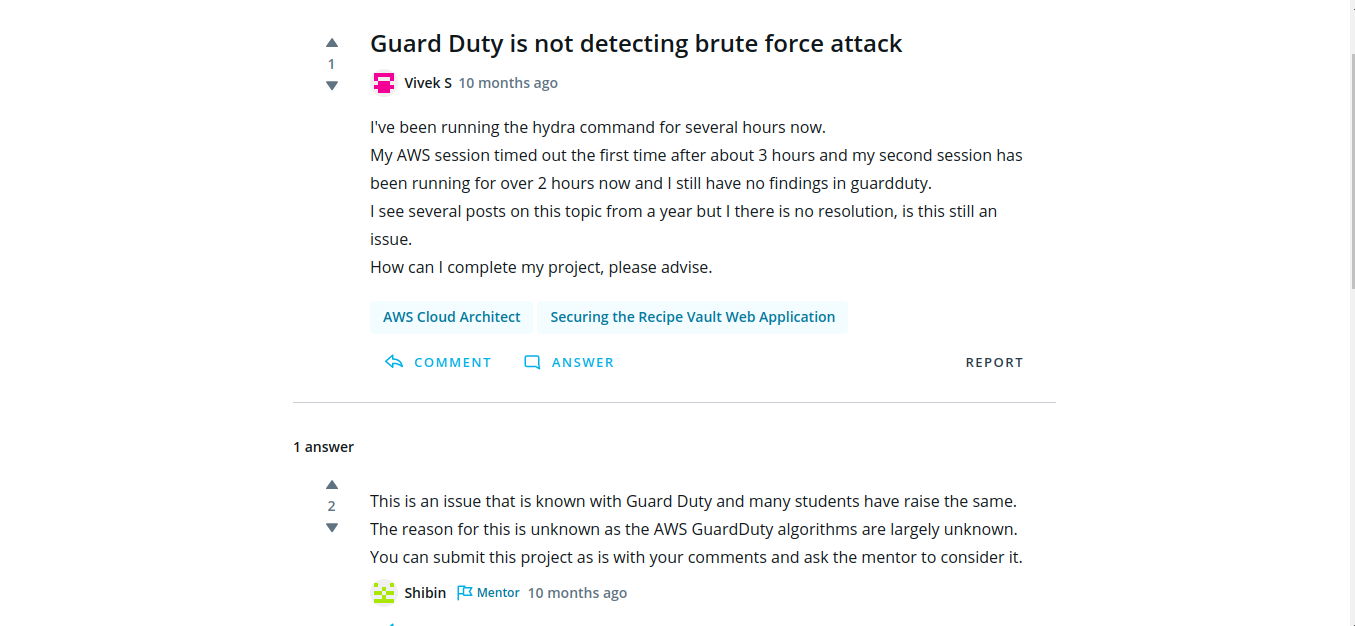 Guard Duty is not detecting brute force attack
1
Vivek S 10 months ago
I've been running the hydra command for several hours now.
My AWS session timed out the first time after about 3 hours and my second session has
been running for over 2 hours now and I still have no findings in guardduty.
I see several posts on this topic from a year but I there is no resolution, is this still an
issue.
How can I complete my project, please advise.
AWS Cloud Architect Securing the Recipe Vault Web Application
COMMENT ANSWER REPORT
1 answer
2
This is an issue that is known with Guard Duty and many students have raise the same.
The reason for this is unknown as the AWS GuardDuty algorithms are largely unknown.
You can submit this project as is with your comments and ask the mentor to consider it.
Shibin Mentor 10 months ago